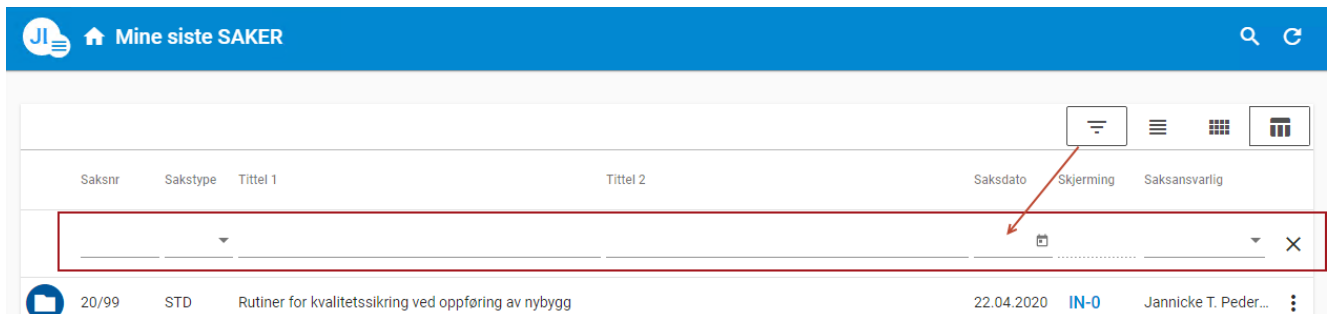 JI Mine siste SAKER
Saksnr Sakstype Tittel 1 Tittel 2 Saksdato Skjerming Saksansvarlig
20/99 STD Rutiner for kvalitetssikring ved oppføring av nybygg 22.04.2020 IN-0 Jannicke T. Peder...